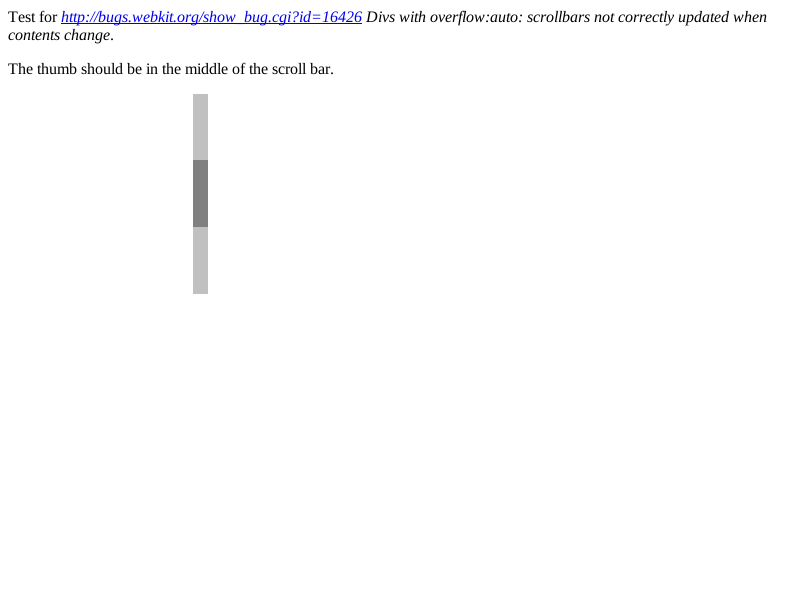 Test for http://bugs.webkit.org/show_bug.cgi?id=16426 Divs with overflow:auto: scrollbars not correctly updated when
contents change.
The thumb should be in the middle of the scroll bar.